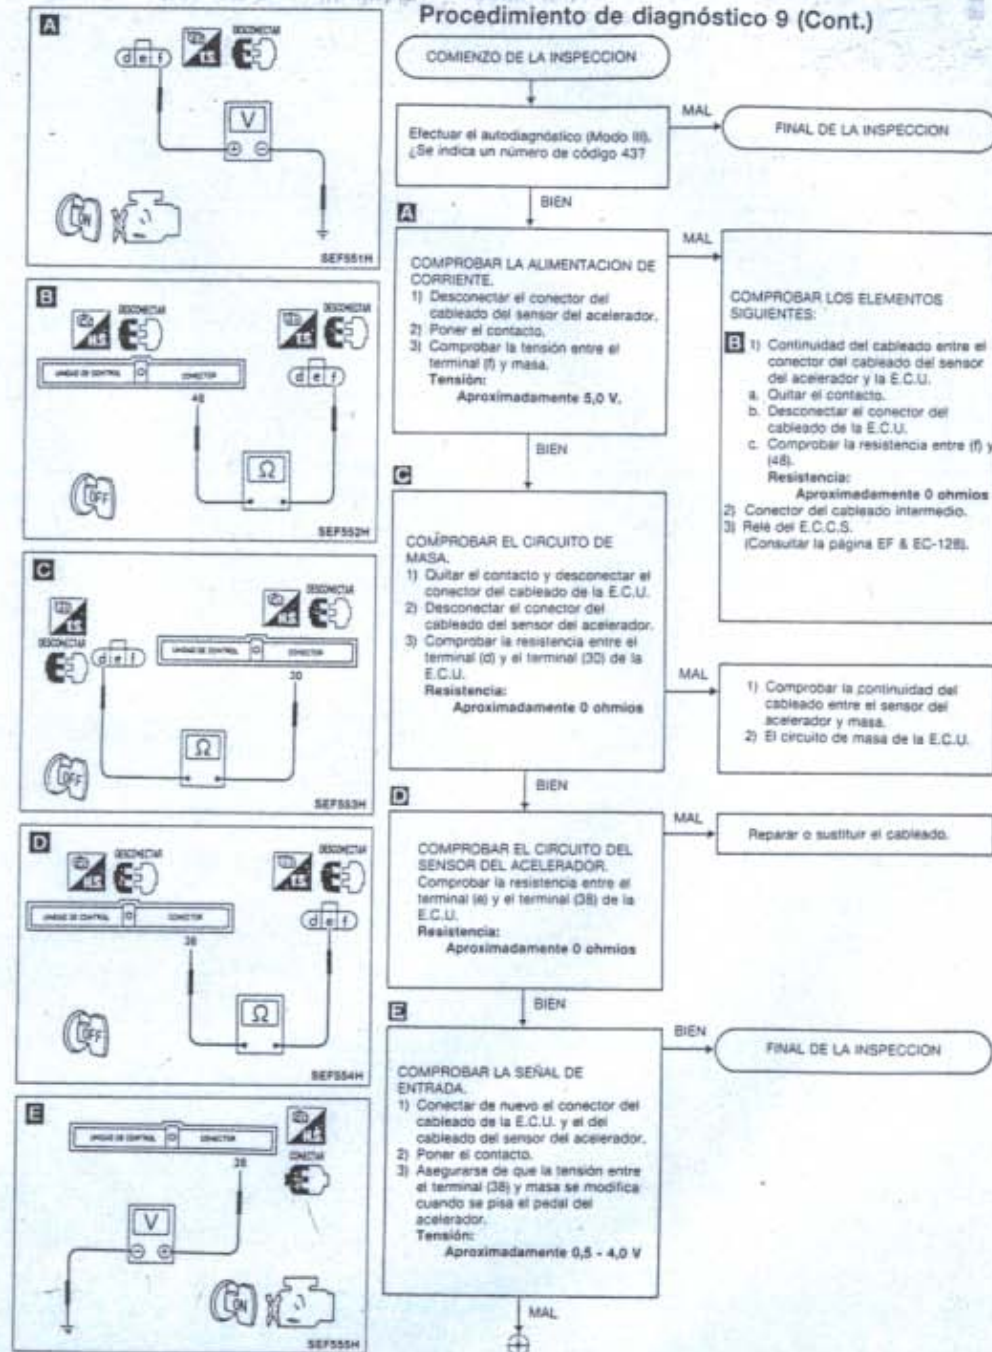 Procedimiento de diagnóstico 9 (Cont.)
COMIENZO DE LA INSPECCION
Efectuar el autodiagnóstico (Modo III).
¿Se indica un número de código 43?
MAL
FINAL DE LA INSPECCION
BIEN
A
COMPROBAR LA ALIMENTACION DE
CORRIENTE.
1) Desconectar el conector del
cableado del sensor del acelerador.
2) Poner el contacto.
3) Comprobar la tensión entre el
terminal (f) y masa.
Tensión:
Aproximadamente 5,0 V.
MAL
COMPROBAR LOS ELEMENTOS
SIGUIENTES:
B 1) Continuidad del cableado entre el
conector del cableado del sensor
del acelerador y la E.C.U.
a. Quitar el contacto.
b. Desconectar el conector del
cableado de la E.C.U.
c. Comprobar la resistencia entre (f) y
(48).
Resistencia:
Aproximadamente 0 ohmios
2) Conector del cableado intermedio.
3) Relé del E.C.C.S.
(Consultar la página EF & EC-128).
BIEN
C
COMPROBAR EL CIRCUITO DE
MASA.
1) Quitar el contacto y desconectar el
conector del cableado de la E.C.U.
2) Desconectar el conector del
cableado del sensor del acelerador.
3) Comprobar la resistencia entre el
terminal (d) y el terminal (30) de la
E.C.U.
Resistencia:
Aproximadamente 0 ohmios
MAL
1) Comprobar la continuidad del
cableado entre el sensor del
acelerador y masa.
2) El circuito de masa de la E.C.U.
BIEN
D
COMPROBAR EL CIRCUITO DEL
SENSOR DEL ACELERADOR.
Comprobar la resistencia entre el
terminal (e) y el terminal (38) de la
E.C.U.
Resistencia:
Aproximadamente 0 ohmios
MAL
Reparar o sustituir el cableado.
BIEN
E
COMPROBAR LA SEÑAL DE
ENTRADA.
1) Conectar de nuevo el conector del
cableado de la E.C.U. y el del
cableado del sensor del acelerador.
2) Poner el contacto.
3) Asegurarse de que la tensión entre
el terminal (38) y masa se modifica
cuando se pisa el pedal del
acelerador.
Tensión:
Aproximadamente 0,5 - 4,0 V
BIEN
FINAL DE LA INSPECCION
MAL
A
DESCONECTAR
T.S.
d e f
V
ON
SEF551H
B
DESCONECTAR
DESCONECTAR
H.S.
T.S.
UNIDAD DE CONTROL
CONECTOR
d e f
48
Ω
OFF
SEF552H
C
T.S.
DESCONECTAR
H.S.
DESCONECTAR
d e f
UNIDAD DE CONTROL
CONECTOR
30
Ω
OFF
SEF553H
D
DESCONECTAR
DESCONECTAR
H.S.
T.S.
UNIDAD DE CONTROL
CONECTOR
d e f
38
Ω
OFF
SEF554H
E
UNIDAD DE CONTROL
CONECTOR
H.S.
CONECTAR
38
V
ON
SEF555H